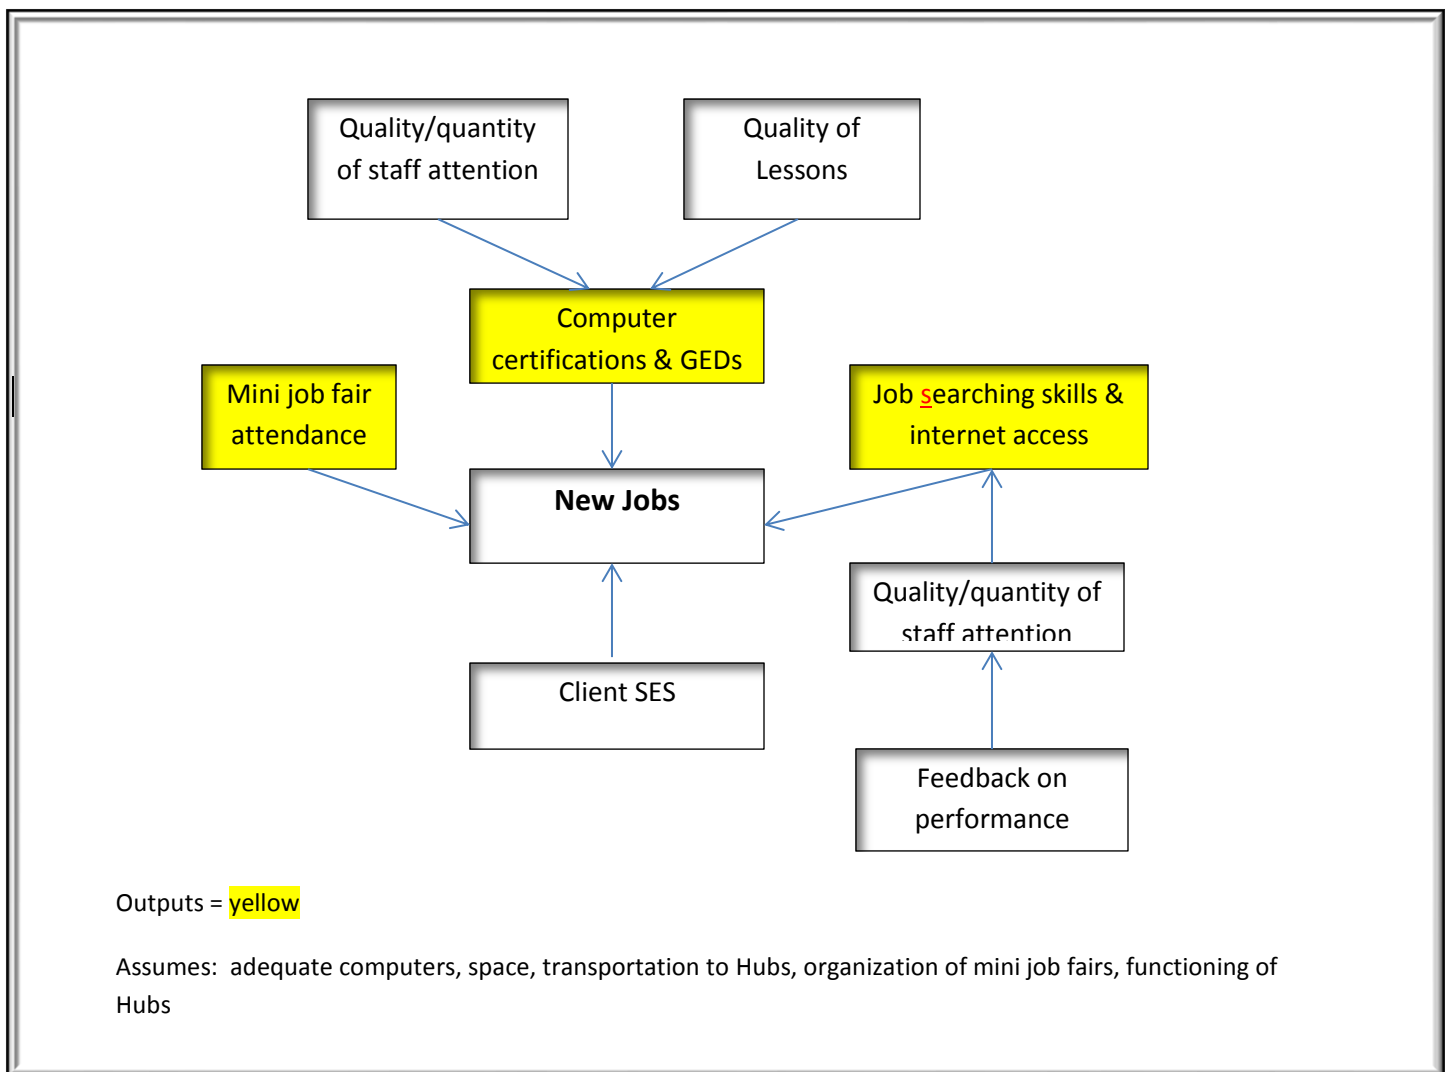 Quality/quantity
of staff attention
Quality of
Lessons
Computer
certifications & GEDs
Mini job fair
attendance
Job searching skills &
internet access
New Jobs
Quality/quantity of
staff attention
Client SES
Feedback on
performance
Outputs = yellow
Assumes:  adequate computers, space, transportation to Hubs, organization of mini job fairs, functioning of
Hubs